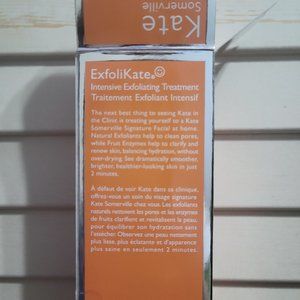 Kate
Somerville
ExfoliKate®
Intensive Exfoliating Treatment
Traitement Exfoliant Intensif
The next best thing to seeing Kate in
the Clinic is treating yourself to a Kate
Somerville Signature Facial at home.
Natural Exfoliants help to clean pores,
while Fruit Enzymes help to clarify and
renew skin, balancing hydration, without
over-drying. See dramatically smoother,
brighter, healthier-looking skin in just
2 minutes.
À défaut de voir Kate dans sa clinique,
offrez-vous un soin du visage signature
Kate Somerville chez vous. Les exfoliants
naturels nettoient les pores et les enzymes
de fruits clarifient et revitalisent la peau,
pour équilibrer son hydratation sans
l'assécher. Observez une peau nettement
plus lisse, plus éclatante et d'apparence
plus saine en seulement 2 minutes.